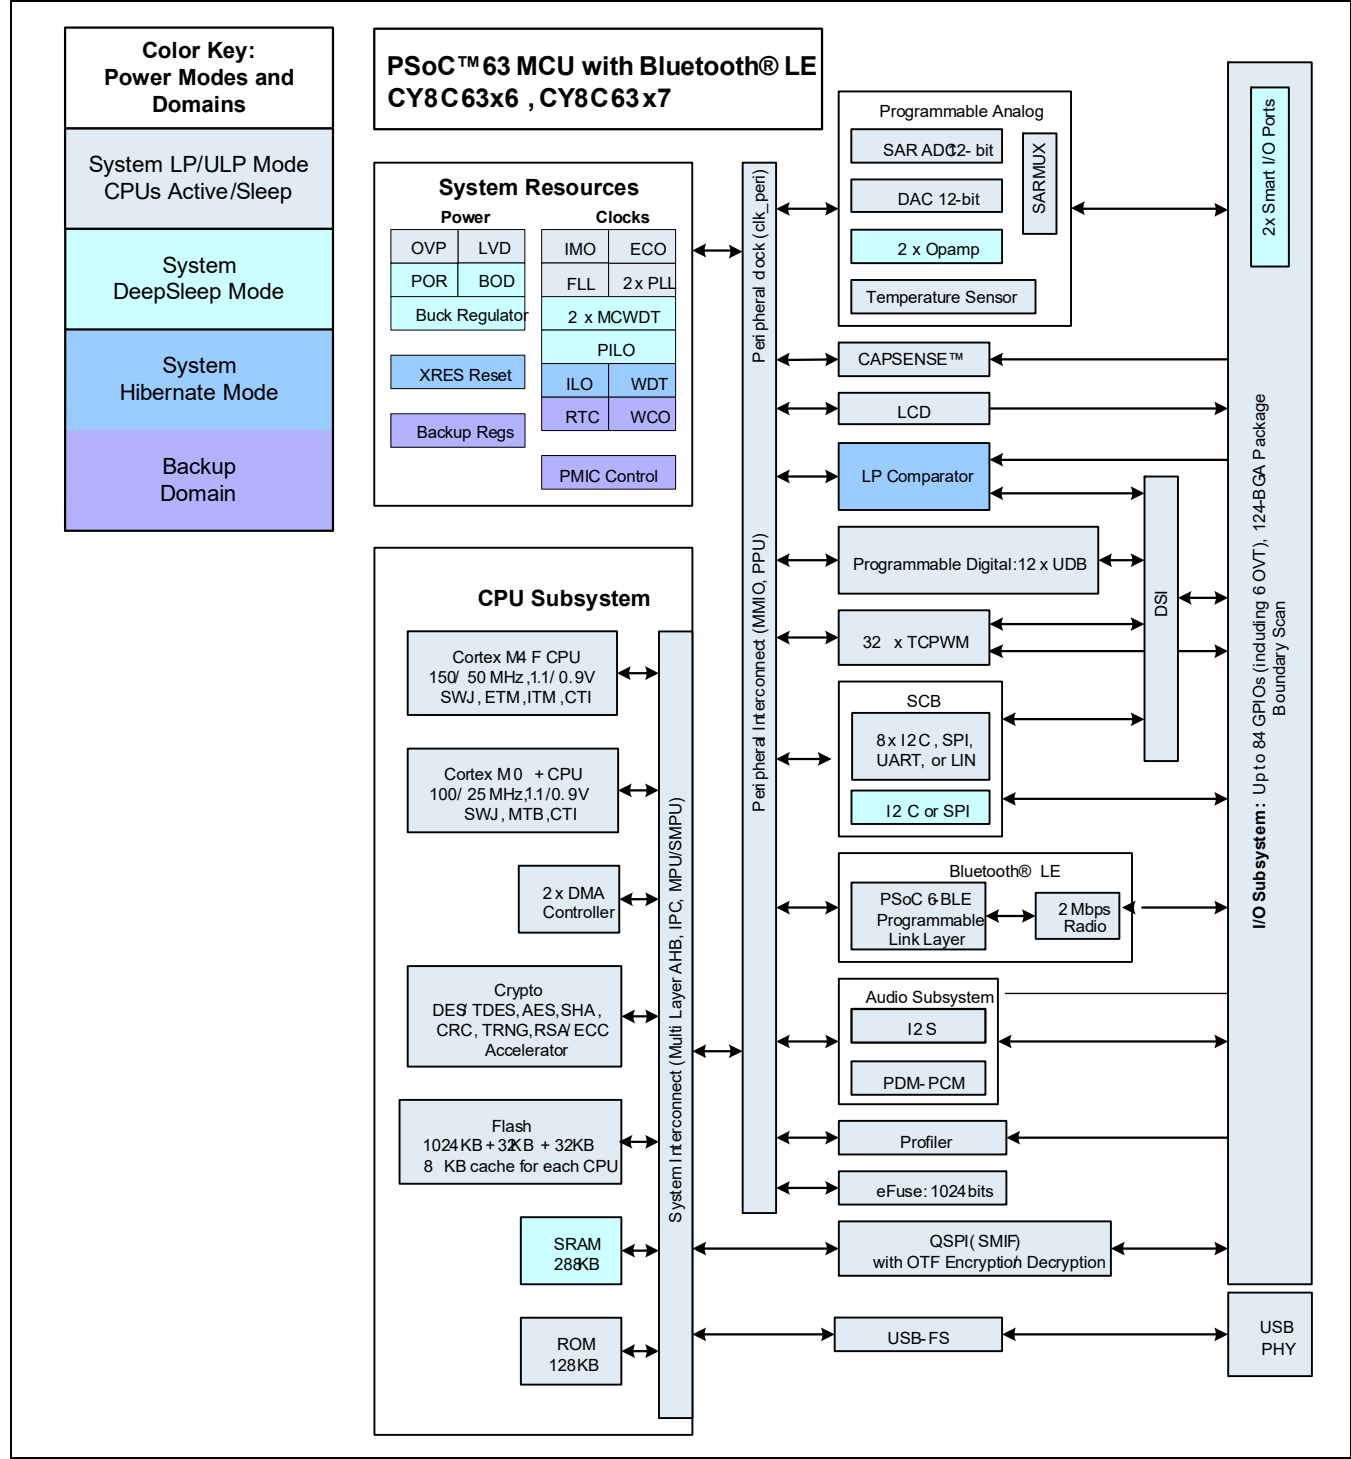 Color Key:
Power Modes and
Domains
System LP/ULP Mode
CPUs Active/Sleep
System
DeepSleep Mode
System
Hibernate Mode
Backup
Domain
PSoC™ 63 MCU with Bluetooth® LE
CY8C63x6 , CY8C63x7
System Resources
Power
OVP
LVD
POR
BOD
Buck Regulator
XRES Reset
Backup Regs
Clocks
IMO
ECO
FLL
2 x PLL
2 x MCWDT
PILO
ILO
WDT
RTC
WCO
PMIC Control
CPU Subsystem
Cortex M4 F CPU
150/ 50 MHz, 1.1/ 0.9V
SWJ, ETM, ITM, CTI
Cortex M0 + CPU
100/ 25 MHz, 1.1/0.9V
SWJ, MTB, CTI
2 x DMA
Controller
Crypto
DES/ TDES, AES, SHA,
CRC, TRNG, RSA/ ECC
Accelerator
Flash
1024KB + 32KB + 32KB
8 KB cache for each CPU
SRAM
288KB
ROM
128KB
System Interconnect (Multi Layer AHB, IPC, MPU/SMPU)
Peripheral dock (clk_peri)
Peripheral Interconnect (MMIO, PPU)
Programmable Analog
SAR ADC 12- bit
DAC 12-bit
2 x Opamp
Temperature Sensor
SARMUX
CAPSENSE™
LCD
LP Comparator
Programmable Digital: 12 x UDB
32 x TCPWM
DSI
SCB
8x I2C, SPI,
UART, or LIN
I2C or SPI
Bluetooth® LE
PSoC 6-BLE
Programmable
Link Layer
2 Mbps
Radio
Audio Subsystem
I2S
PDM- PCM
Profiler
eFuse: 1024 bits
QSPI( SMIF)
with OTF Encryption/ Decryption
USB- FS
2x Smart I/O Ports
I/O Subsystem: Up to 84 GPIOs (including 6 OVT), 124-BGA Package
Boundary Scan
USB
PHY